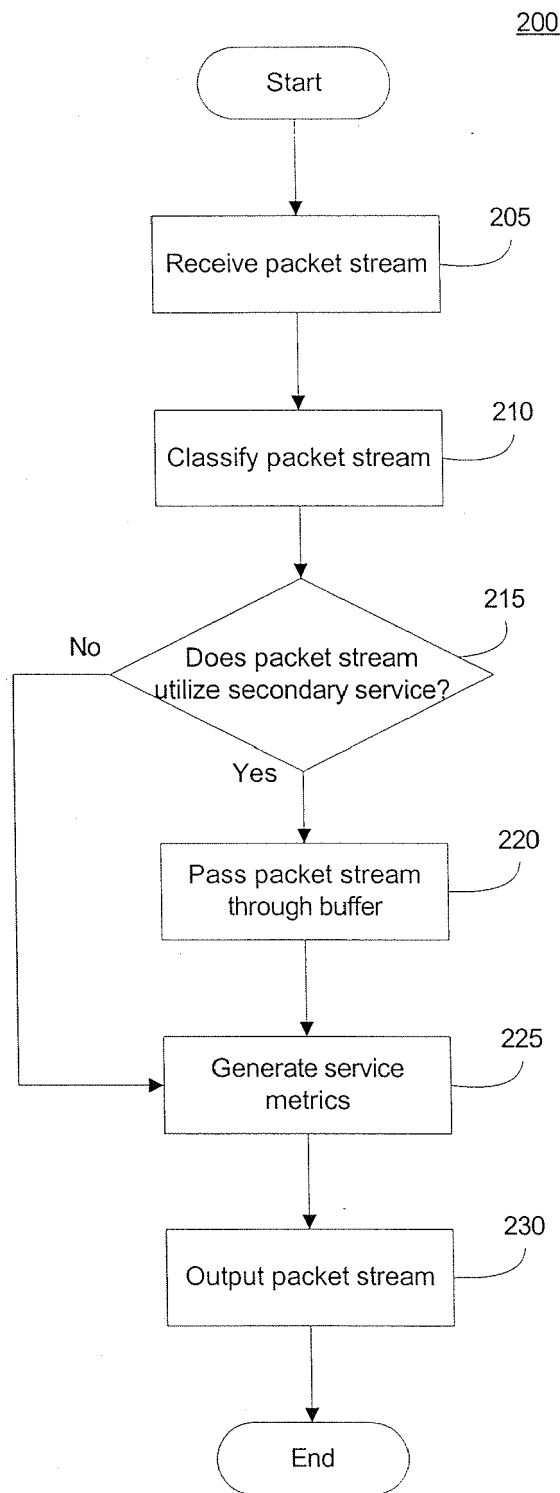 200
Start
205
Receive packet stream
210
Classify packet stream
215
No
Does packet stream
utilize secondary service?
Yes
220
Pass packet stream
through buffer
225
Generate service
metrics
230
Output packet stream
End